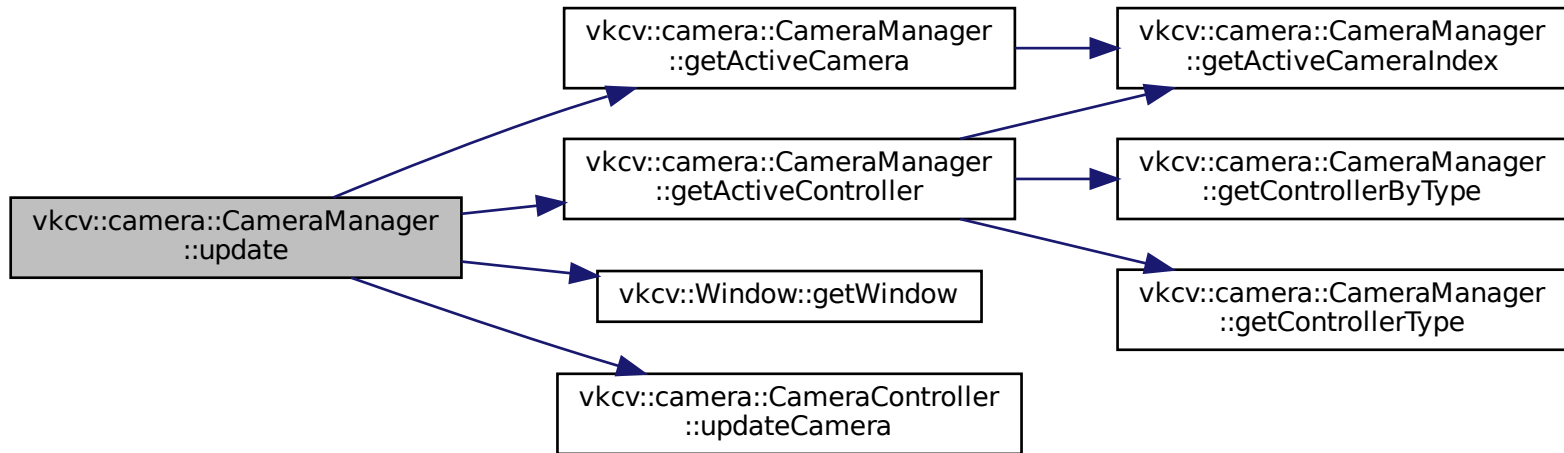 vkcv::camera::CameraManager
::update
vkcv::camera::CameraManager
::getActiveCamera
vkcv::camera::CameraManager
::getActiveController
vkcv::Window::getWindow
vkcv::camera::CameraController
::updateCamera
vkcv::camera::CameraManager
::getActiveCameraIndex
vkcv::camera::CameraManager
::getControllerByType
vkcv::camera::CameraManager
::getControllerType